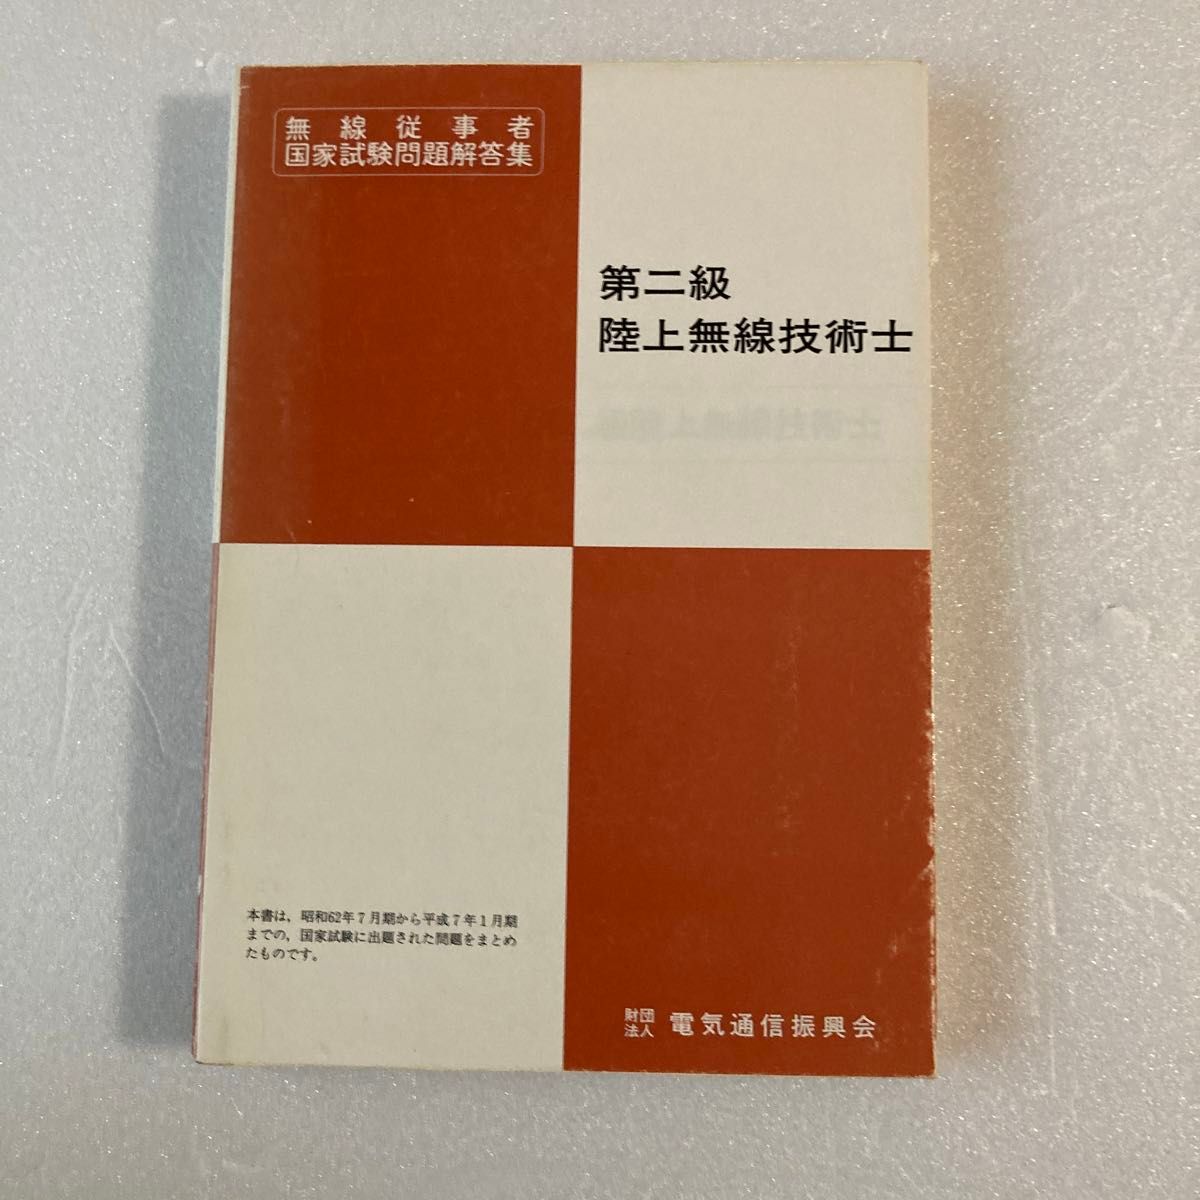 無線従事者
国家試験問題解答集
第二級
陸上無線技術士
本書は、昭和62年7月期から平成7年1月期
までの、国家試験に出題された問題をまとめ
たものです。
財団
法人 電気通信振興会